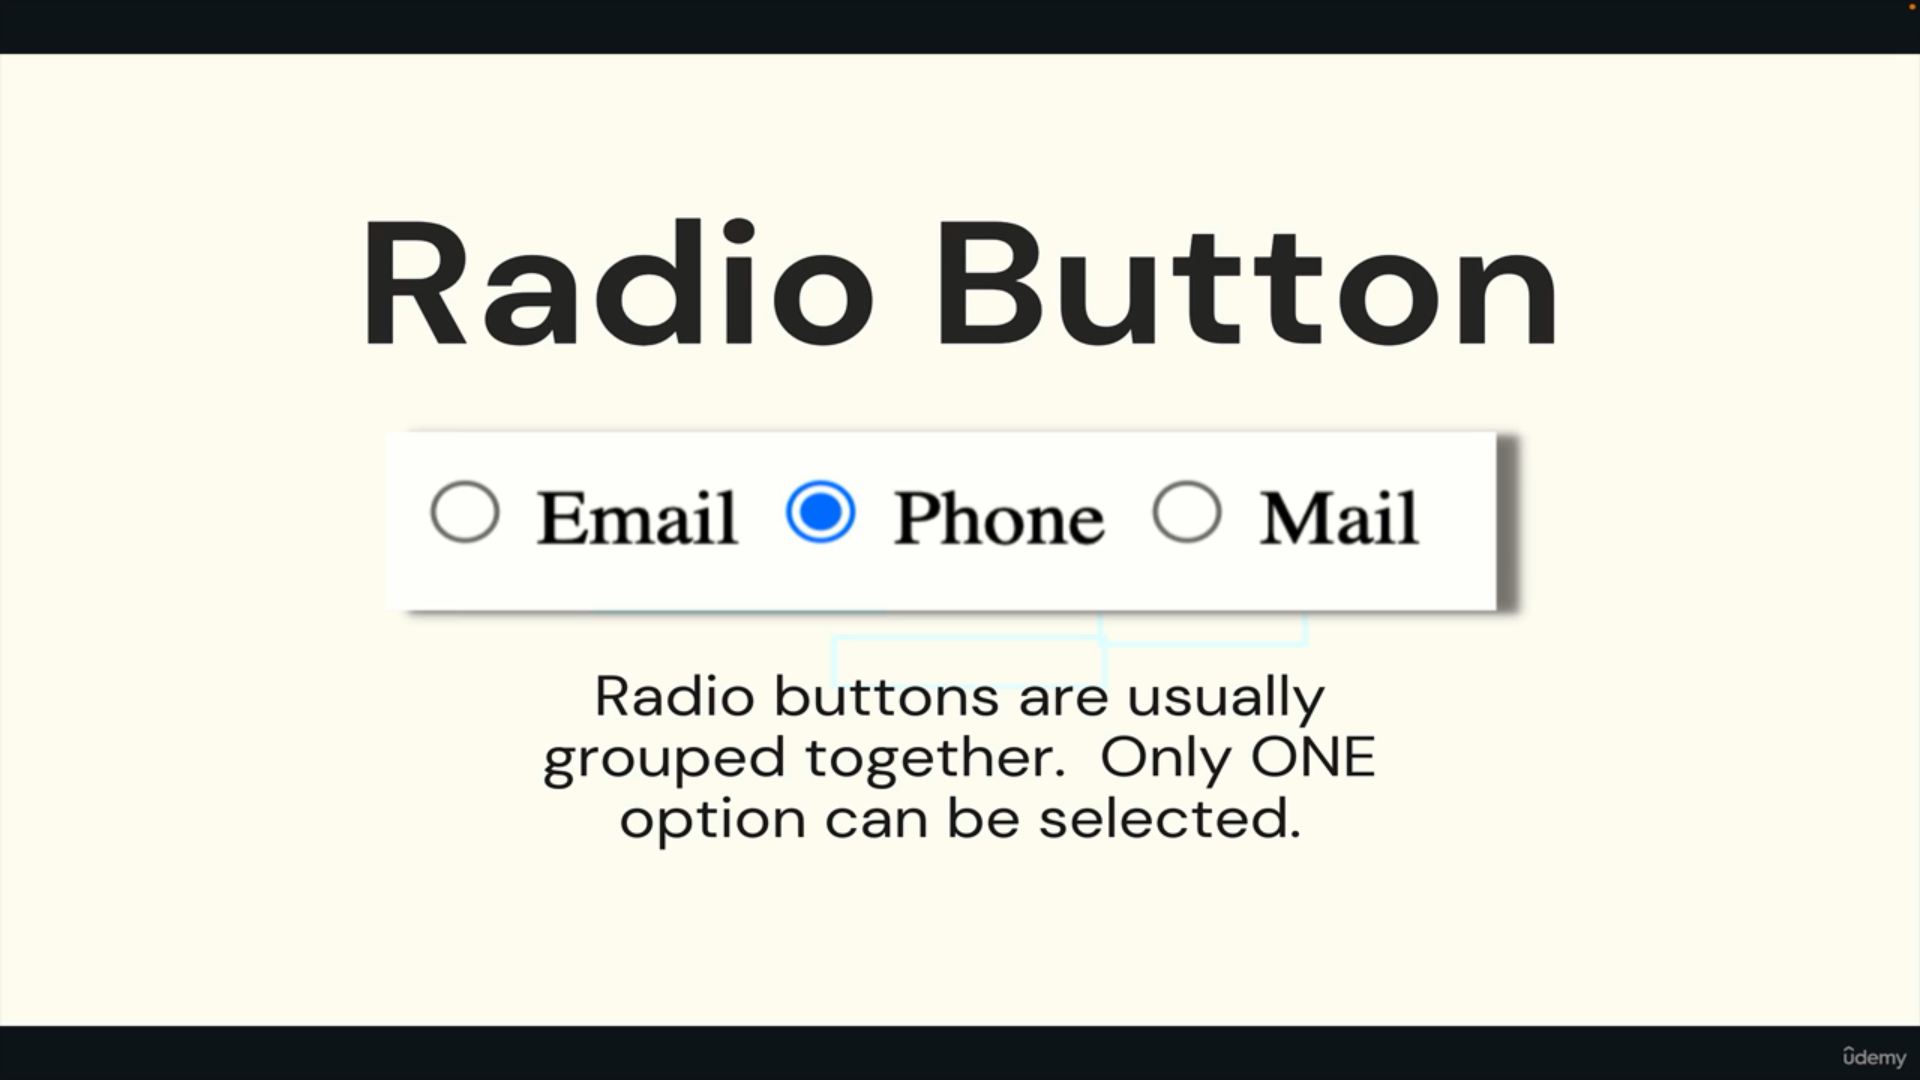 Radio Button
Email Phone Mail
Radio buttons are usually
grouped together. Only ONE
option can be selected.
ûdemy